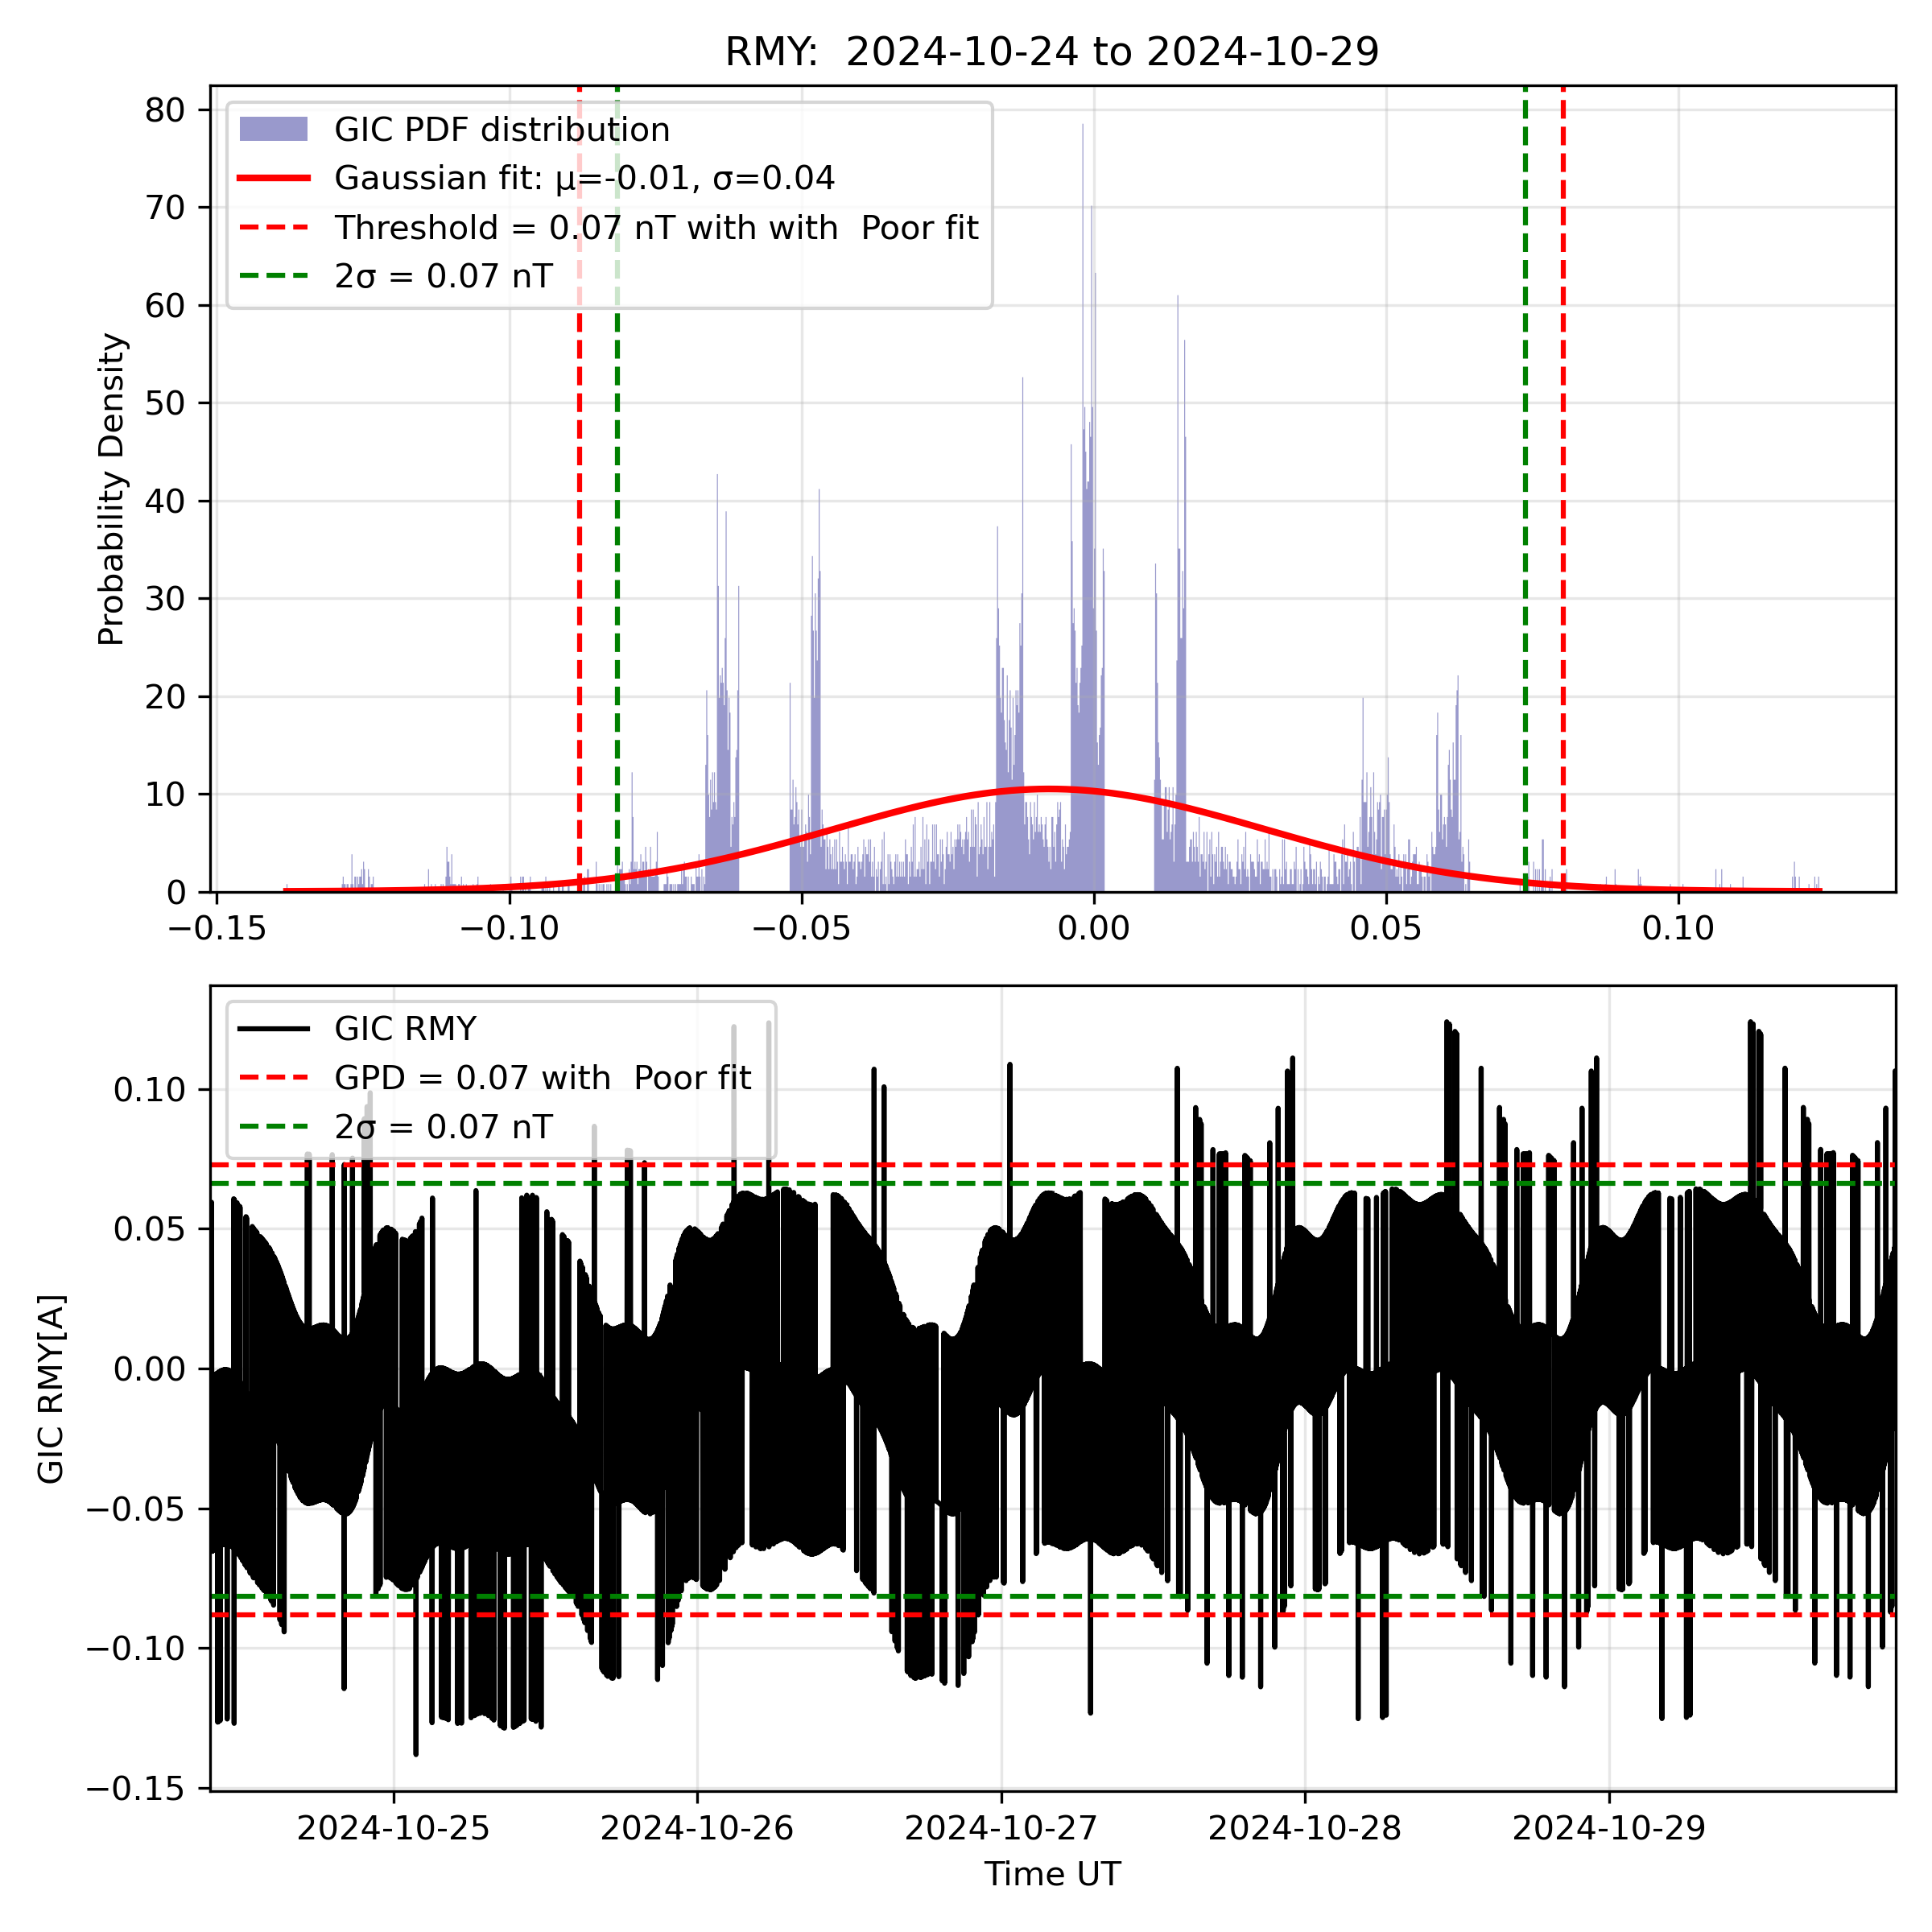 RMY:  2024-10-24 to 2024-10-29
80
70
60
50
40
30
20
10
0
Probability Density
GIC PDF distribution
Gaussian fit: μ=-0.01, σ=0.04
Threshold = 0.07 nT with with  Poor fit
2σ = 0.07 nT
−0.15 −0.10 −0.05 0.00 0.05 0.10
GIC RMY
GPD = 0.07 with  Poor fit
2σ = 0.07 nT
0.10
0.05
0.00
−0.05
−0.10
−0.15
GIC RMY[A]
2024-10-25 2024-10-26 2024-10-27 2024-10-28 2024-10-29
Time UT